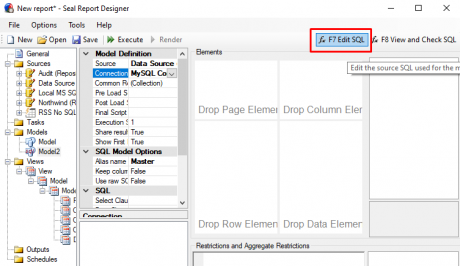 New report* - Seal Report Designer
File Tools Help
New Open Save Execute Render F7 Edit SQL F8 View and Check SQL
Edit the source SQL used for the m
General
Sources
Audit (Repos
Data Source
Local MS SQ
Northwind (R
RSS No SQL
Tasks
Models
Model
Model2
Views
View
Model
Mode
Outputs
Schedules
Model Definition
Source Data Source
Connection MySQL Co
Common Re (Collection)
Pre Load S
Post Load S
Final Script
Execution S 1
Share result True
Show First True
SQL Model Options
Alias name Master
Keep colum False
Use raw SQ False
SQL
Select Clau
Connection
Elements
Drop Page Elemen Drop Column Elem
Drop Row Elemen Drop Data Elemen
Restrictions and Aggregate Restrictions